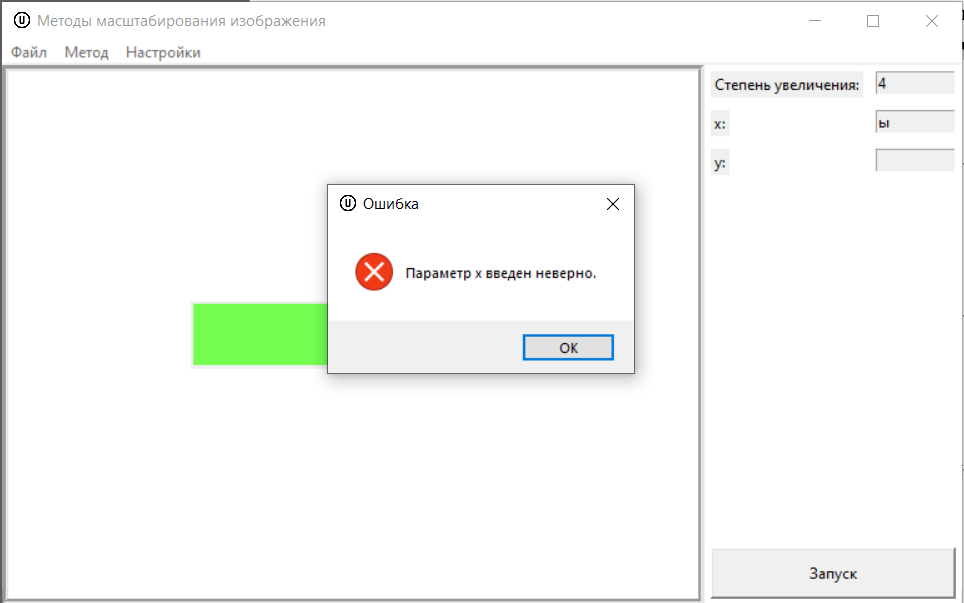 Методы масштабирования изображения
Файл Метод Настройки
Степень увеличения: 4
x: ы
y:
Ошибка
Параметр x введен неверно.
OK
Запуск